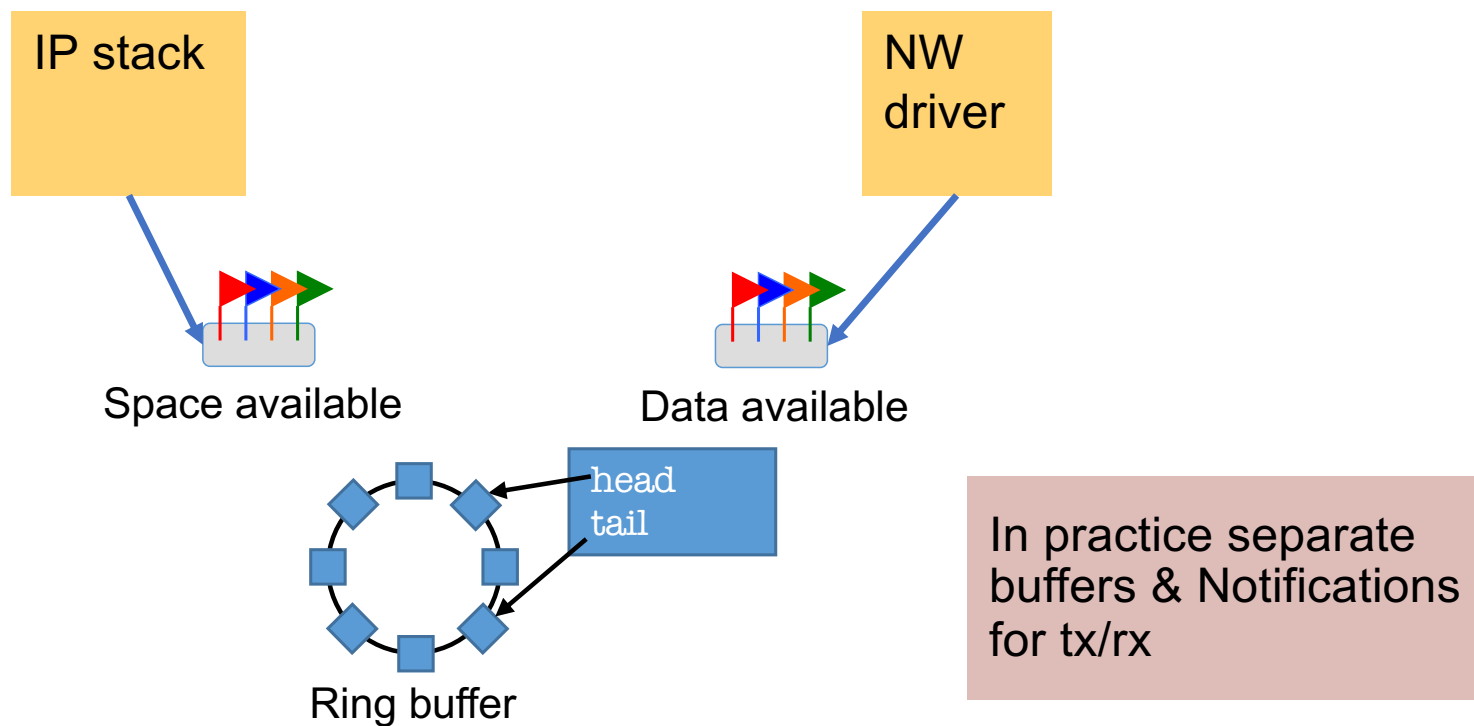 IP stack
NW
driver
Space available
Data available
head
tail
Ring buffer
In practice separate
buffers & Notifications
for tx/rx